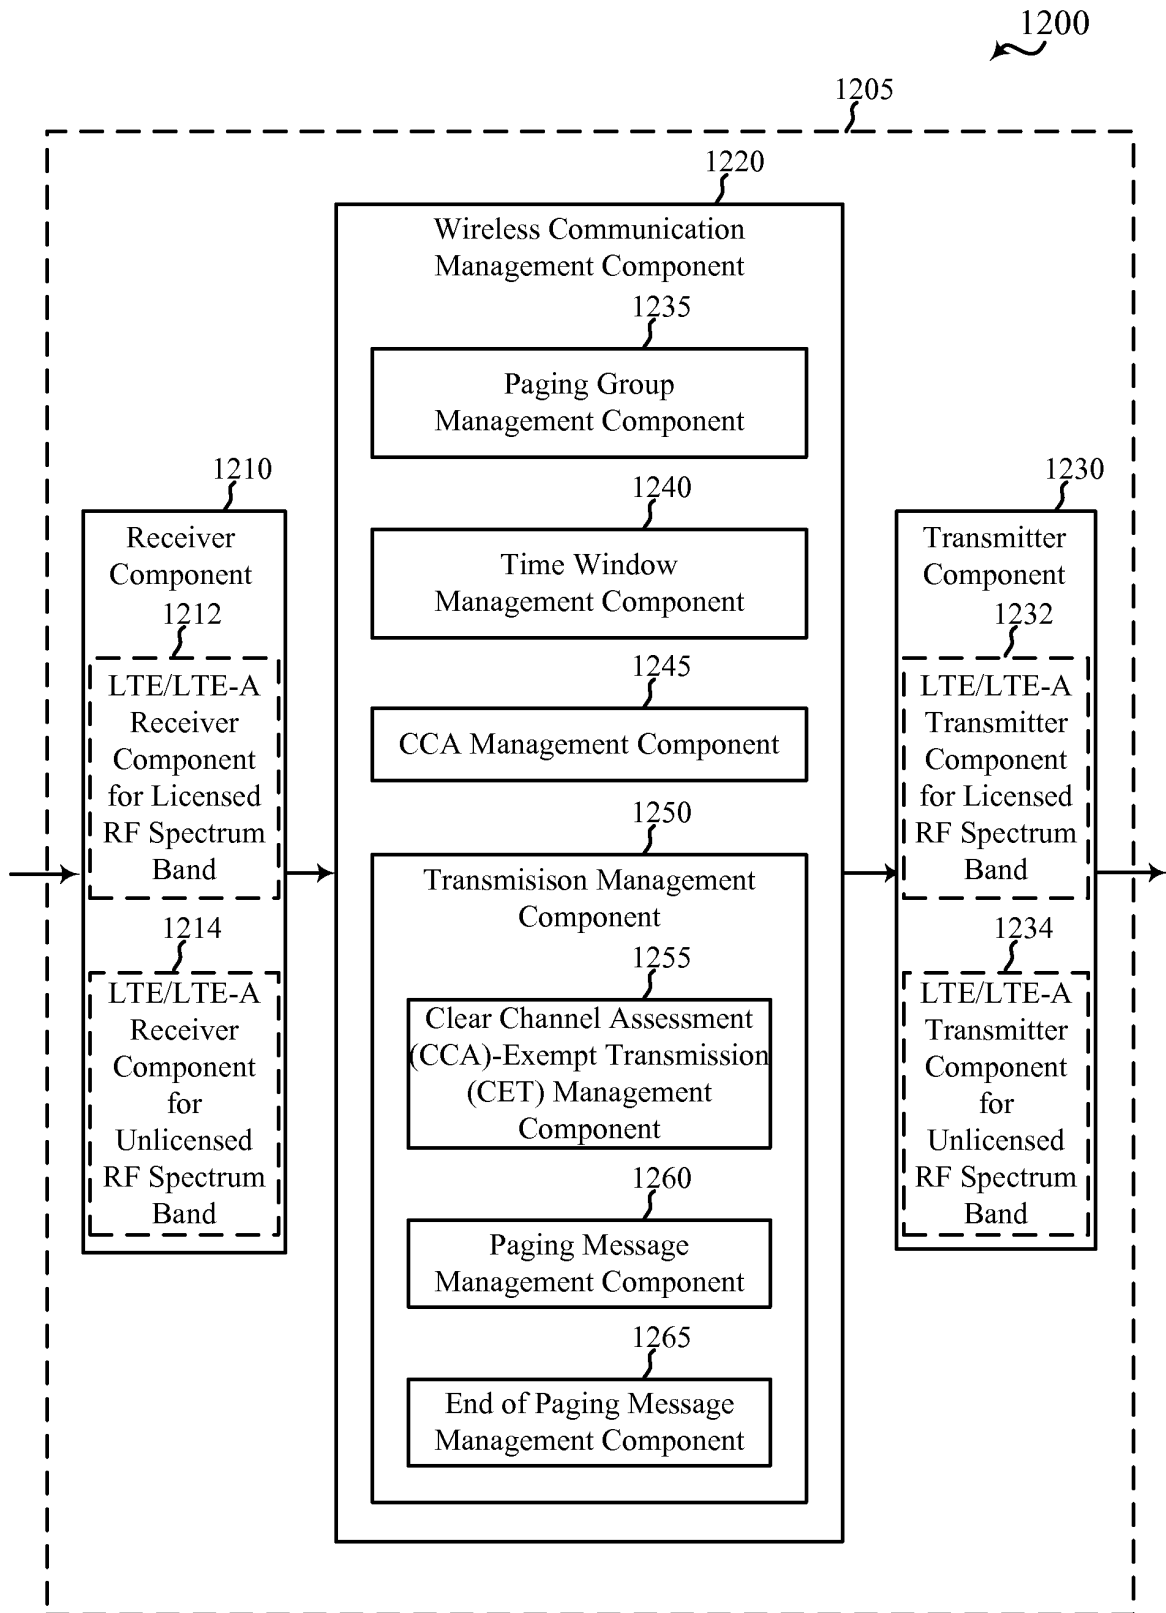 1200
1205
1220
Wireless Communication
Management Component
1235
Paging Group
Management Component
1240
Time Window
Management Component
1245
CCA Management Component
1250
Transmisison Management
Component
1255
Clear Channel Assessment
(CCA)-Exempt Transmission
(CET) Management
Component
1260
Paging Message
Management Component
1265
End of Paging Message
Management Component
1210
Receiver
Component
1212
LTE/LTE-A
Receiver
Component
for Licensed
RF Spectrum
Band
1214
LTE/LTE-A
Receiver
Component
for
Unlicensed
RF Spectrum
Band
1230
Transmitter
Component
1232
LTE/LTE-A
Transmitter
Component
for Licensed
RF Spectrum
Band
1234
LTE/LTE-A
Transmitter
Component
for
Unlicensed
RF Spectrum
Band